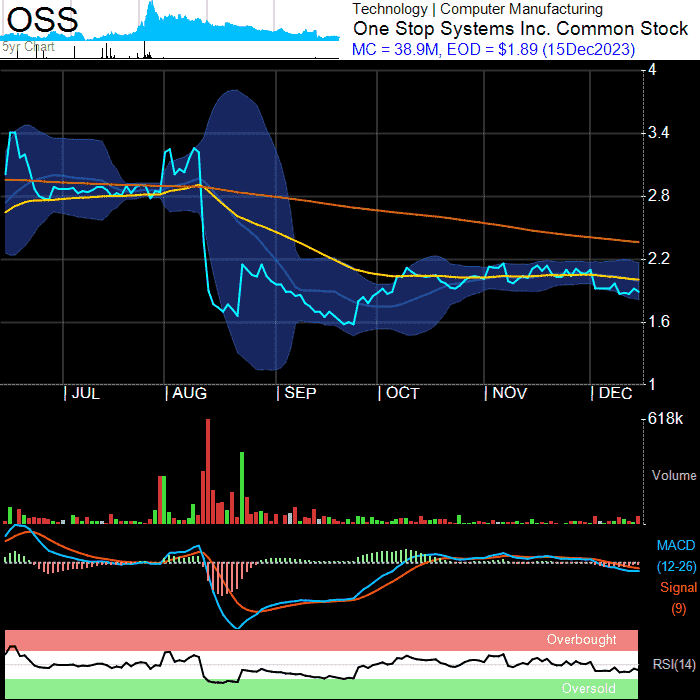 OSS
5yr Chart
Technology | Computer Manufacturing
One Stop Systems Inc. Common Stock
MC = 38.9M, EOD = $1.89 (15Dec2023)
4
3.4
2.8
2.2
1.6
1
| JUL | AUG | SEP | OCT | NOV | DEC
618k
Volume
MACD
(12-26)
Signal
(9)
Overbought
RSI(14)
Oversold